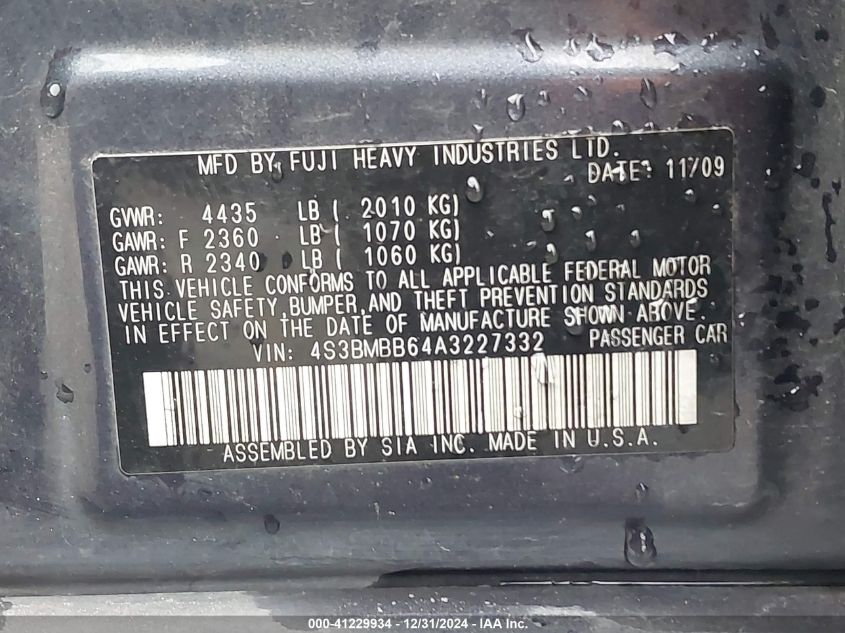 MFD BY FUJI HEAVY INDUSTRIES LTD.
DATE: 11/09
GVWR: 4435 LB ( 2010 KG)
GAWR: F 2360 LB ( 1070 KG)
GAWR: R 2340 LB ( 1060 KG)
THIS VEHICLE CONFORMS TO ALL APPLICABLE FEDERAL MOTOR
VEHICLE SAFETY, BUMPER, AND THEFT PREVENTION STANDARDS
IN EFFECT ON THE DATE OF MANUFACTURE SHOWN ABOVE.
VIN: 4S3BMBB64A3227332 PASSENGER CAR
ASSEMBLED BY SIA INC. MADE IN U.S.A.
000-41229934 - 12/31/2024 - IAA Inc.